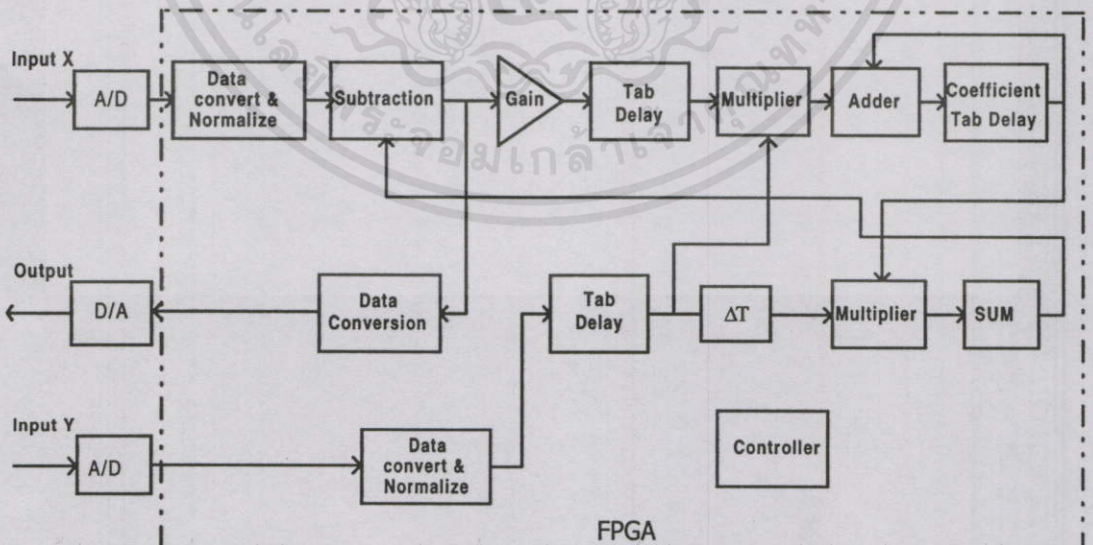 Input X
A/D
Data
convert &
Normalize
Subtraction
Gain
Tab
Delay
Multiplier
Adder
Coefficient
Tab Delay
Output
D/A
Data
Conversion
Tab
Delay
ΔT
Multiplier
SUM
Input Y
A/D
Data
convert &
Normalize
Controller
FPGA